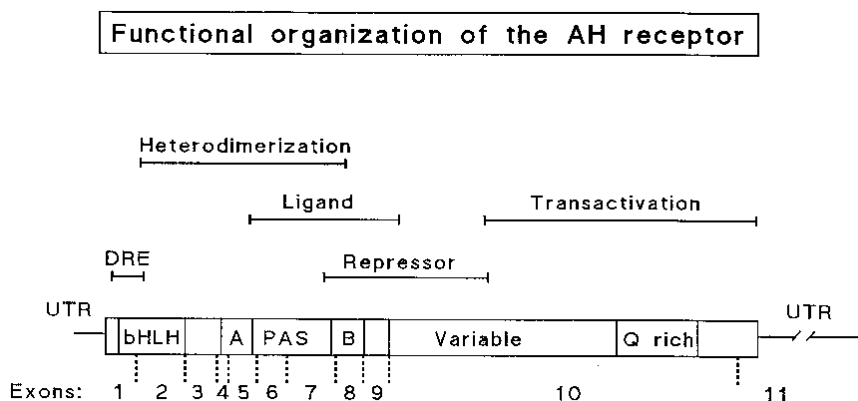 Functional organization of the AH receptor
Heterodimerization
Ligand
Transactivation
DRE
Repressor
UTR
UTR
bHLH A PAS B Variable Q rich
Exons: 1 2 3 4 5 6 7 8 9 10 11